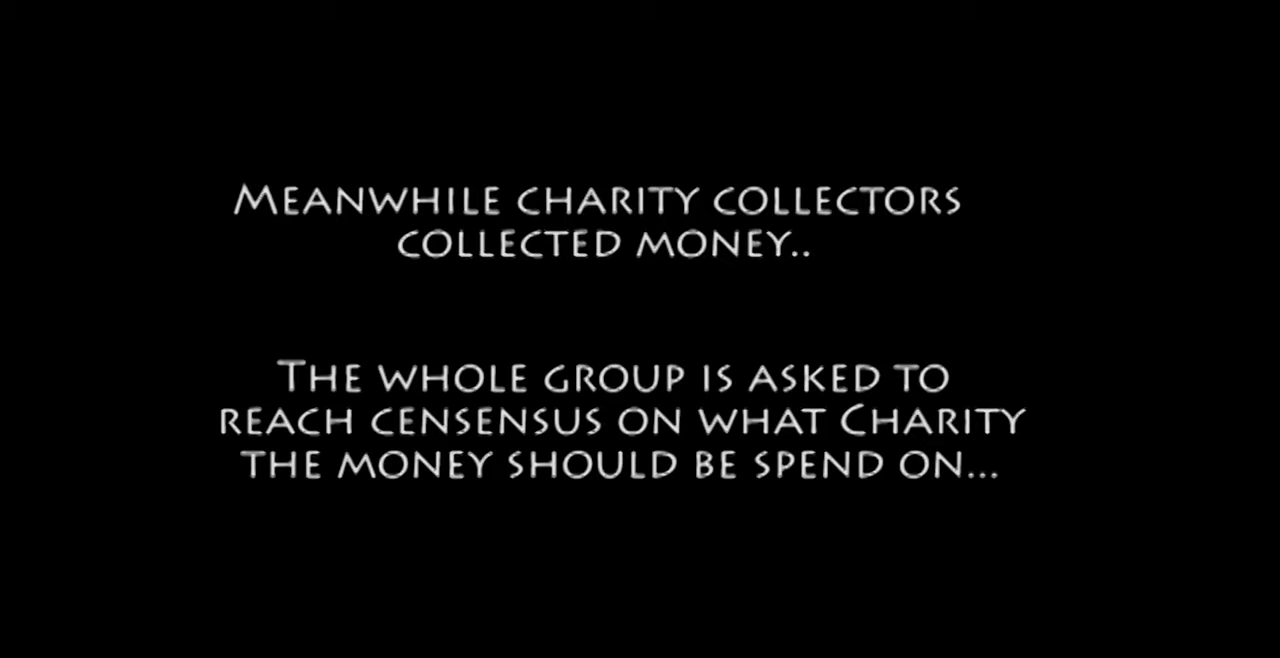 Meanwhile charity collectors
collected money..
The whole group is asked to
reach censensus on what Charity
the money should be spend on...